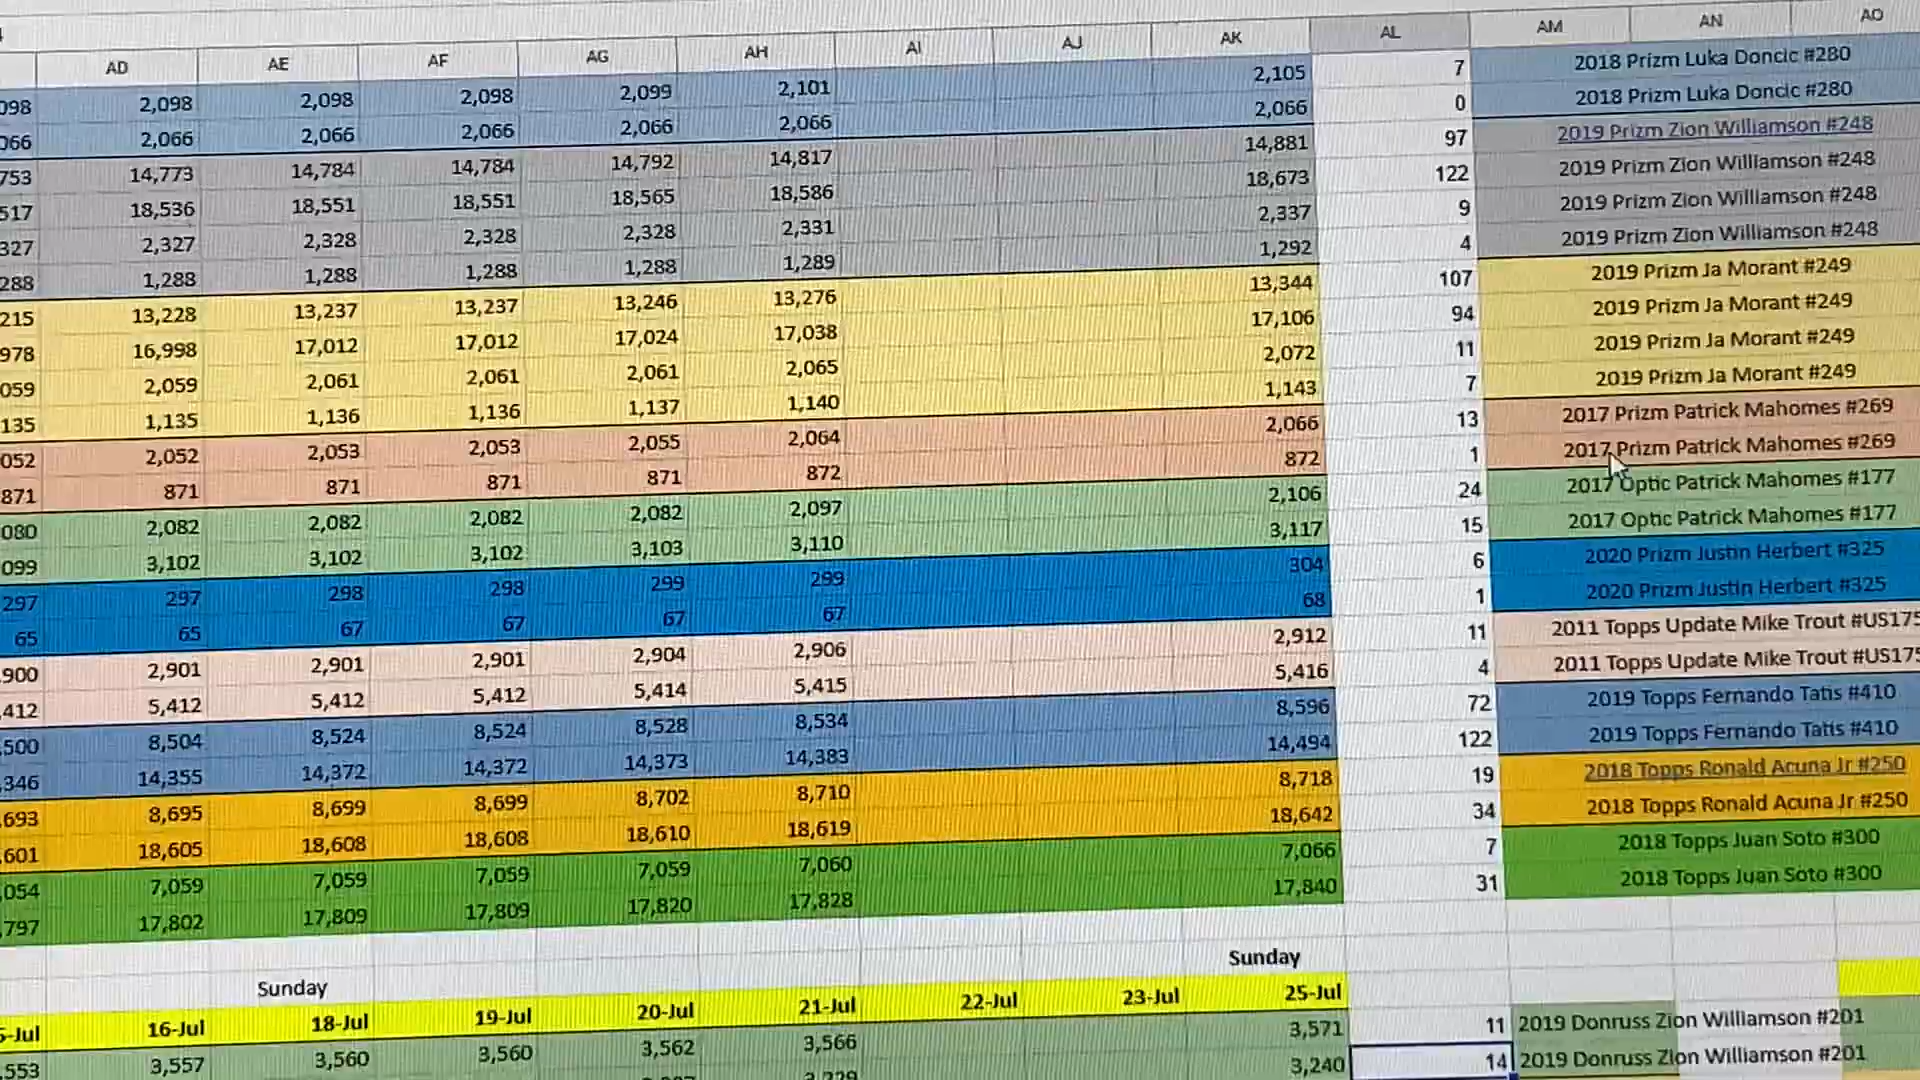 AD AE AF AG AH AI AJ AK AL AM AN AO
098 2,098 2,098 2,098 2,099 2,101 2,105 7 2018 Prizm Luka Doncic #280
066 2,066 2,066 2,066 2,066 2,066 2,066 0 2018 Prizm Luka Doncic #280
753 14,773 14,784 14,784 14,792 14,817 14,881 97 2019 Prizm Zion Williamson #248
517 18,536 18,551 18,551 18,565 18,586 18,673 122 2019 Prizm Zion Williamson #248
327 2,327 2,328 2,328 2,328 2,331 2,337 9 2019 Prizm Zion Williamson #248
288 1,288 1,288 1,288 1,288 1,289 1,292 4 2019 Prizm Zion Williamson #248
215 13,228 13,237 13,237 13,246 13,276 13,344 107 2019 Prizm Ja Morant #249
978 16,998 17,012 17,012 17,024 17,038 17,106 94 2019 Prizm Ja Morant #249
059 2,059 2,061 2,061 2,061 2,065 2,072 11 2019 Prizm Ja Morant #249
135 1,135 1,136 1,136 1,137 1,140 1,143 7 2019 Prizm Ja Morant #249
052 2,052 2,053 2,053 2,055 2,064 2,066 13 2017 Prizm Patrick Mahomes #269
871 871 871 871 871 872 872 1 2017 Prizm Patrick Mahomes #269
080 2,082 2,082 2,082 2,082 2,097 2,106 24 2017 Optic Patrick Mahomes #177
099 3,102 3,102 3,102 3,103 3,110 3,117 15 2017 Optic Patrick Mahomes #177
297 297 298 298 299 299 304 6 2020 Prizm Justin Herbert #325
65 65 67 67 67 67 68 1 2020 Prizm Justin Herbert #325
,900 2,901 2,901 2,901 2,904 2,906 2,912 11 2011 Topps Update Mike Trout #US175
,412 5,412 5,412 5,412 5,414 5,415 5,416 4 2011 Topps Update Mike Trout #US175
,500 8,504 8,524 8,524 8,528 8,534 8,596 72 2019 Topps Fernando Tatis #410
,346 14,355 14,372 14,372 14,373 14,383 14,494 122 2019 Topps Fernando Tatis #410
,693 8,695 8,699 8,699 8,702 8,710 8,718 19 2018 Topps Ronald Acuna Jr #250
,601 18,605 18,608 18,608 18,610 18,619 18,642 34 2018 Topps Ronald Acuna Jr #250
,054 7,059 7,059 7,059 7,059 7,060 7,066 7 2018 Topps Juan Soto #300
,797 17,802 17,809 17,809 17,820 17,828 17,840 31 2018 Topps Juan Soto #300
Sunday Sunday
-Jul 16-Jul 18-Jul 19-Jul 20-Jul 21-Jul 22-Jul 23-Jul 25-Jul
,553 3,557 3,560 3,560 3,562 3,566 3,571 11 2019 Donruss Zion Williamson #201
3,240 14 2019 Donruss Zion Williamson #201